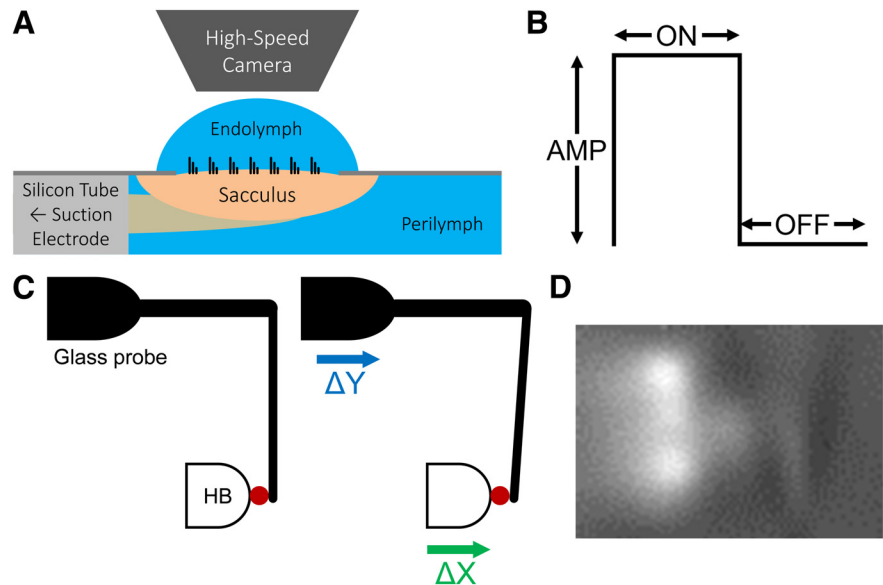 A
High-Speed
Camera
Endolymph
Sacculus
Silicon Tube
← Suction
Electrode
Perilymph
B
ON
AMP
OFF
C
Glass probe
ΔY
HB
ΔX
D